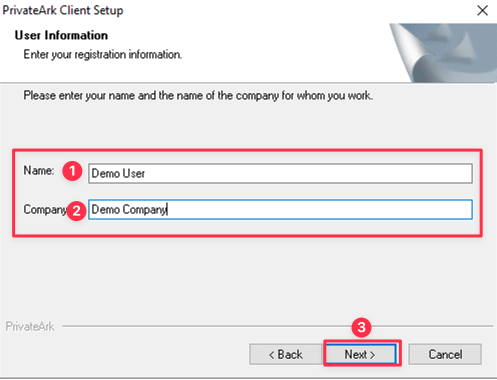 PrivateArk Client Setup
User Information
Enter your registration information.
Please enter your name and the name of the company for whom you work.
Name: 1 Demo User
Company 2 Demo Company
3
PrivateArk
< Back Next > Cancel